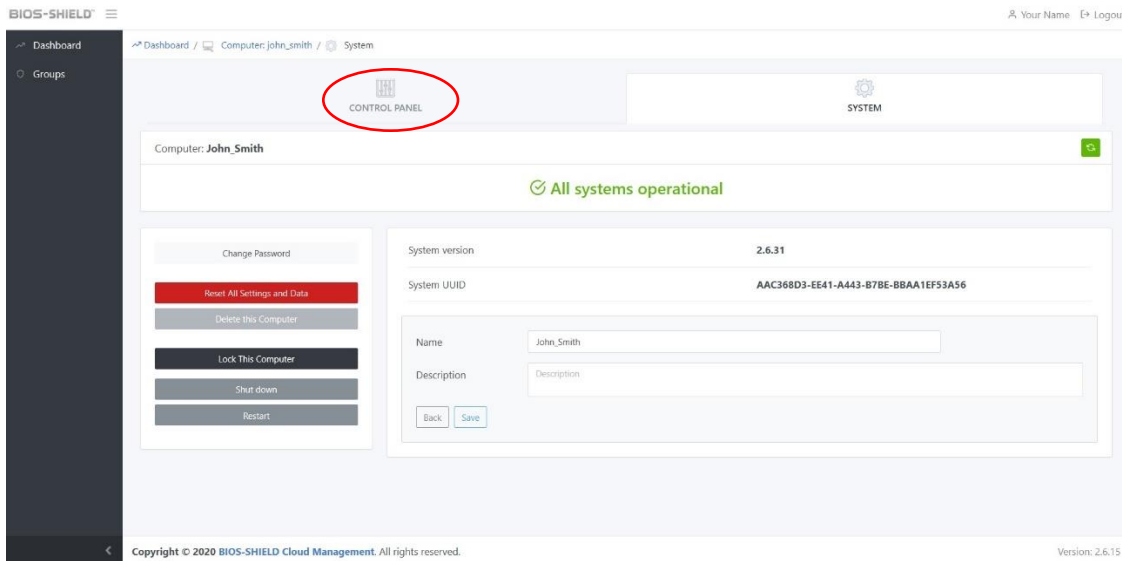 BIOS-SHIELD
Your Name Logou
Dashboard
Groups
Dashboard / Computer: john_smith / System
CONTROL PANEL
SYSTEM
Computer: John_Smith
All systems operational
Change Password
Reset All Settings and Data
Delete this Computer
Lock This Computer
Shut down
Restart
System version 2.6.31
System UUID AAC368D3-EE41-A443-B7BE-BBAA1EF53A56
Name John_Smith
Description Description
Back Save
Copyright © 2020 BIOS-SHIELD Cloud Management. All rights reserved.
Version: 2.6.15